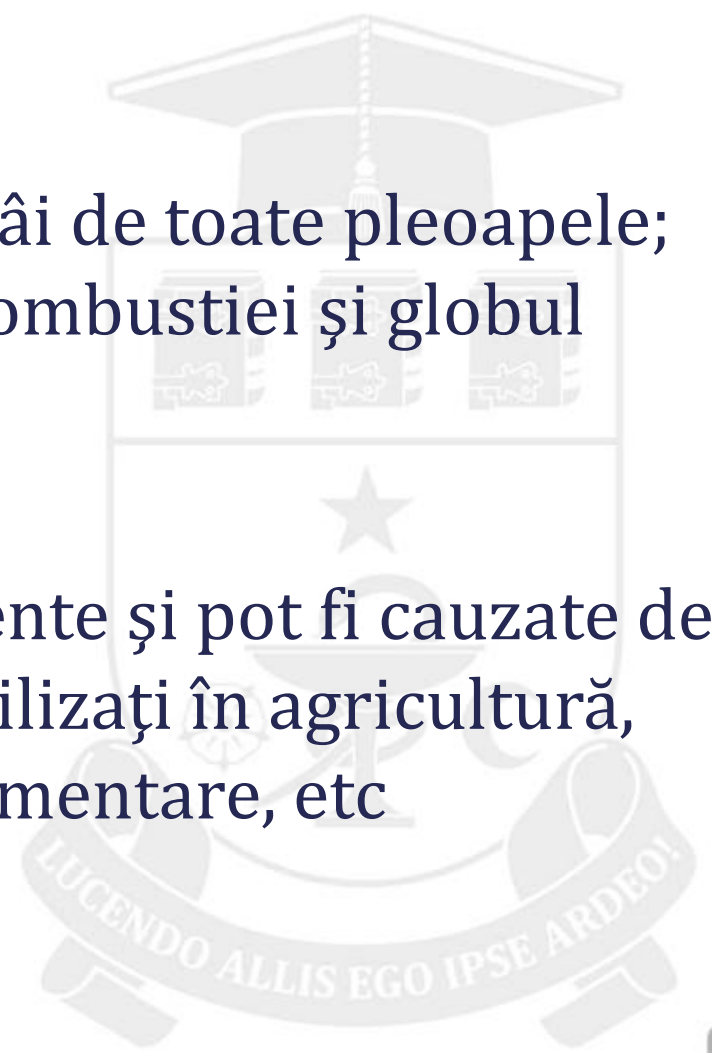 âi de toate pleoapele;
ombustiei şi globul
ente și pot fi cauzate de
ilizaţi în agricultură,
mentare, etc
LUCENDO ALLIS EGO IPSE ARDEO!